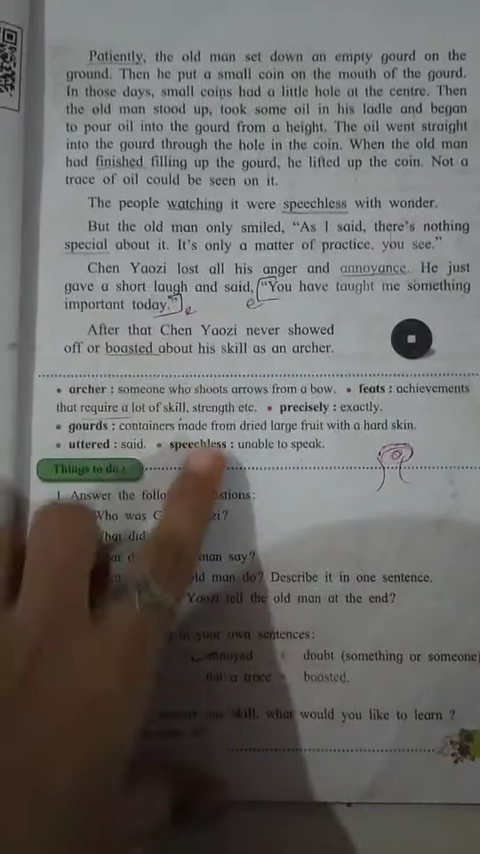 Patiently, the old man set down an empty gourd on the
ground. Then he put a small coin on the mouth of the gourd.
In those days, small coins had a little hole at the centre. Then
the old man stood up, took some oil in his ladle and began
to pour oil into the gourd from a height. The oil went straight
into the gourd through the hole in the coin. When the old man
had finished filling up the gourd, he lifted up the coin. Not a
trace of oil could be seen on it.
The people watching it were speechless with wonder.
But the old man only smiled, “As I said, there's nothing
special about it. It's only a matter of practice, you see.”
Chen Yaozi lost all his anger and annoyance. He just
gave a short laugh and said, “You have taught me something
important today.”
After that Chen Yaozi never showed
off or boasted about his skill as an archer.
• archer : someone who shoots arrows from a bow. • feats : achievements
that require a lot of skill, strength etc. • precisely : exactly.
• gourds : containers made from dried large fruit with a hard skin.
• uttered : said. • speechless : unable to speak.
Things to do :
1. Answer the
Who was
did
man say?
old man do? Describe it in one sentence.
Yaozi tell the old man at the end?
in your own sentences:
annoyed • doubt (something or someone)
not a trace • boasted.
skill, what would you like to learn ?